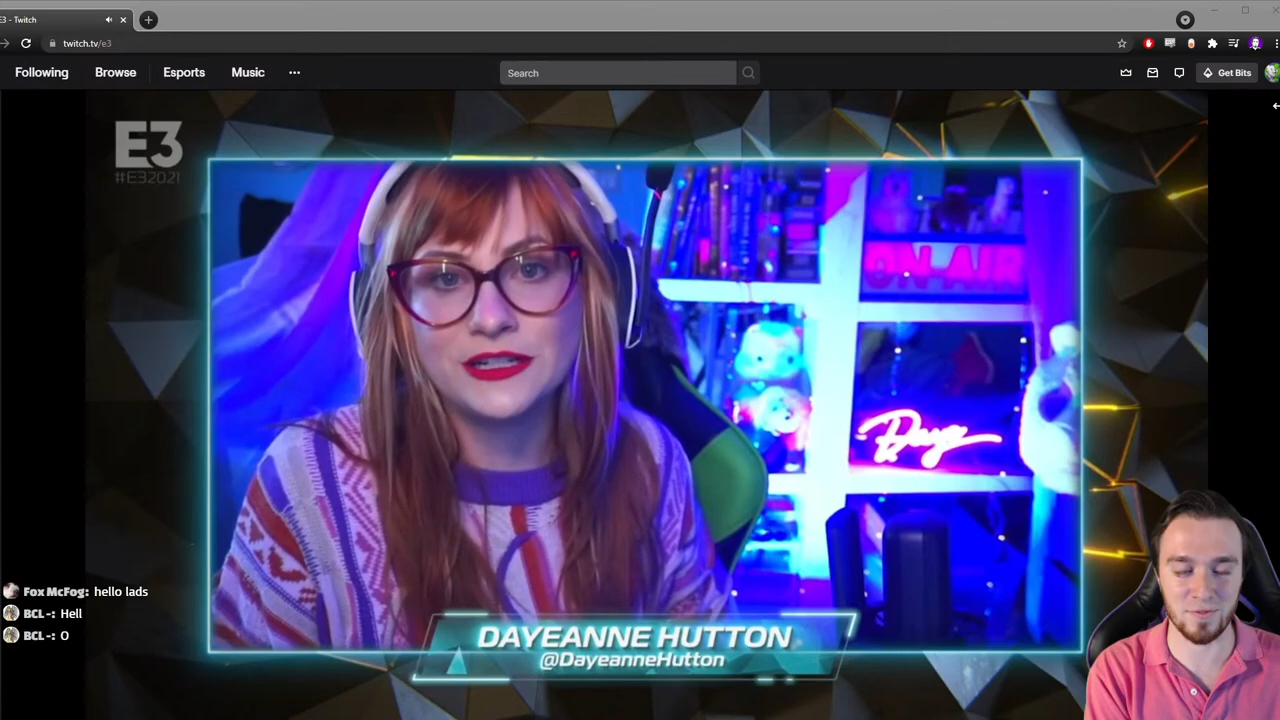 E3 - Twitch
twitch.tv/e3
Following
Browse
Esports
Music
Search
Get Bits
E3
#E32021
ON-AIR
Daye
DAYEANNE HUTTON
@DayeanneHutton
Fox McFog: hello lads
BCL -: Hell
BCL -: O